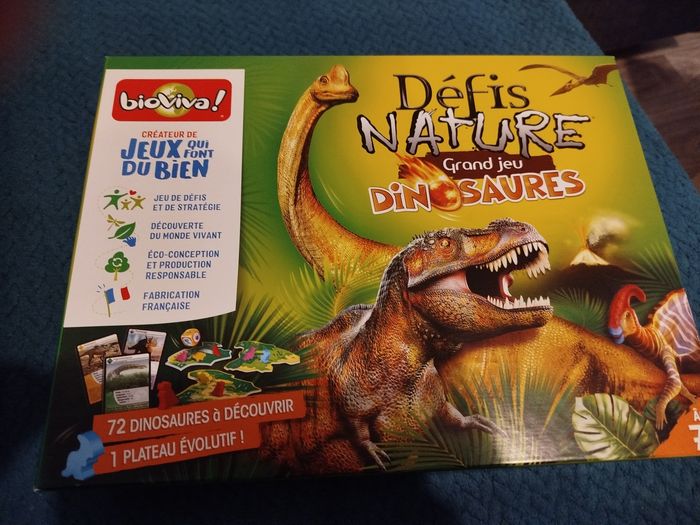 bioviva!
CRÉATEUR DE
JEUX QUI FONT
DU BIEN
JEU DE DÉFIS
ET DE STRATÉGIE
DÉCOUVERTE
DU MONDE VIVANT
ÉCO-CONCEPTION
ET PRODUCTION
RESPONSABLE
FABRICATION
FRANÇAISE
Défis
NATURE
Grand jeu
DINOSAURES
72 DINOSAURES à DÉCOUVRIR
1 PLATEAU ÉVOLUTIF !